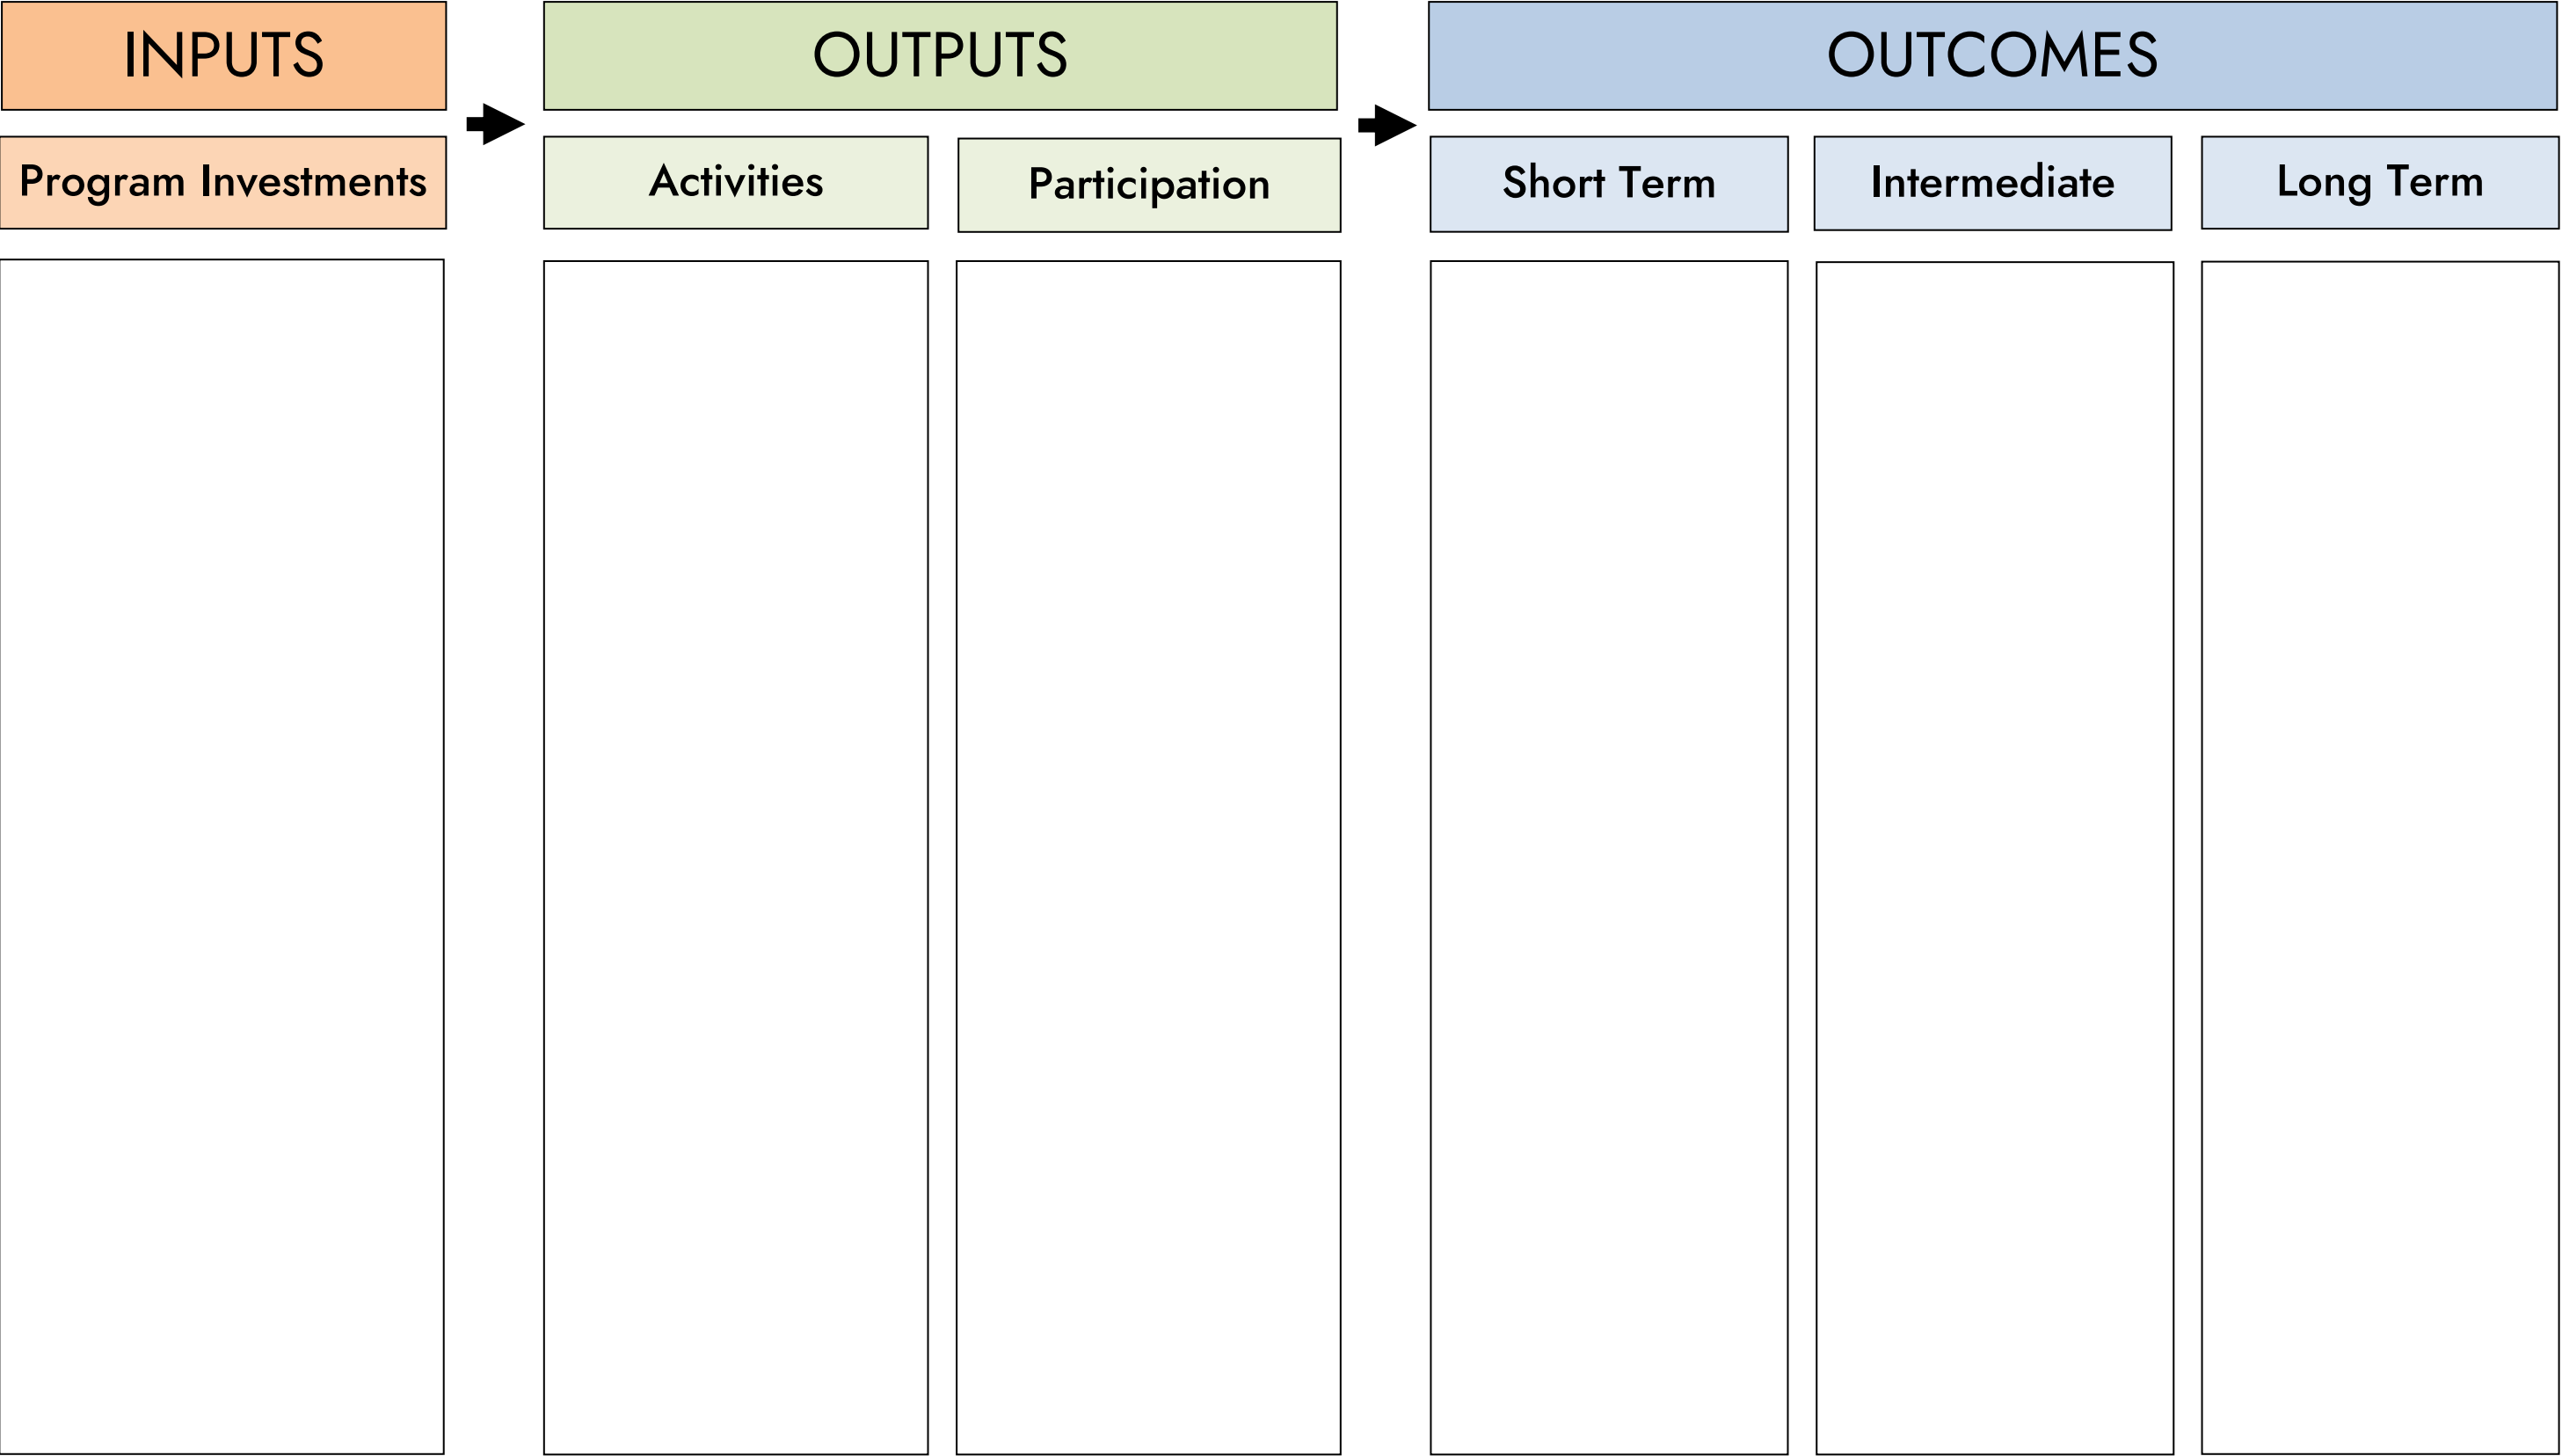 INPUTS
OUTPUTS
OUTCOMES
Program Investments
Activities
Participation
Short Term
Intermediate
Long Term